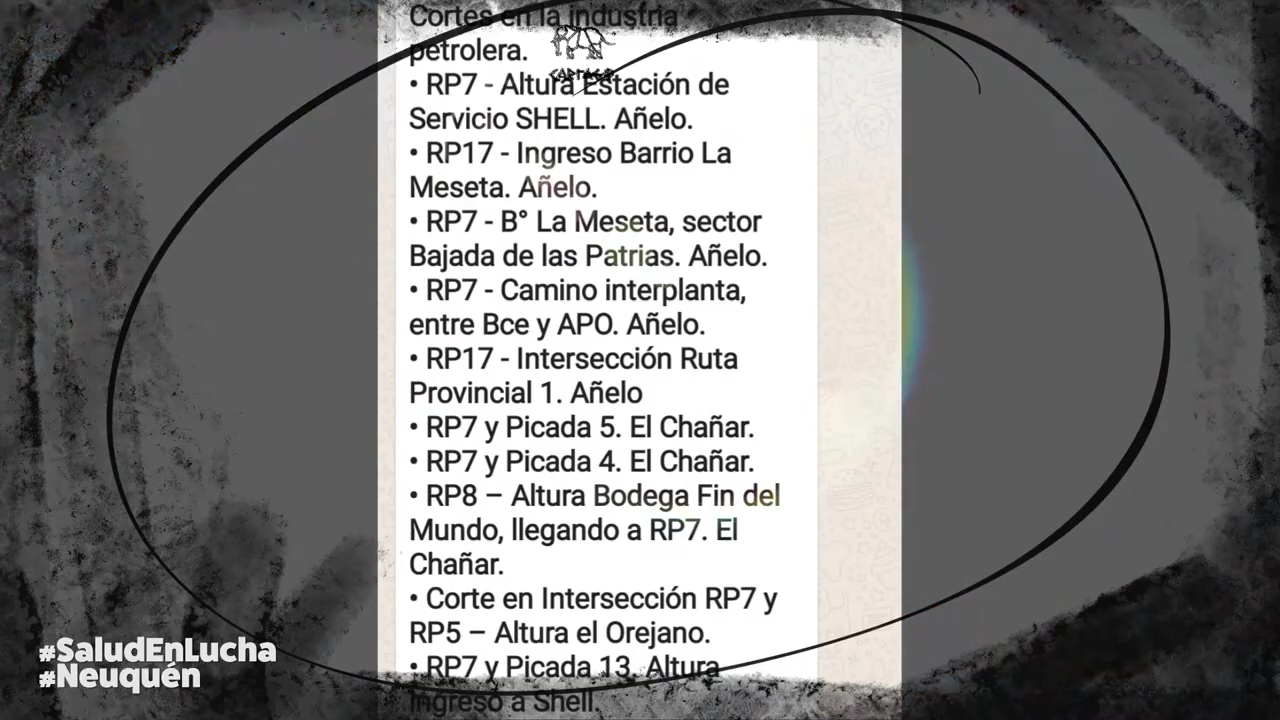 Cortes en la industria
petrolera.
CARTAGO
• RP7 - Altura Estación de
Servicio SHELL. Añelo.
• RP17 - Ingreso Barrio La
Meseta. Añelo.
• RP7 - B° La Meseta, sector
Bajada de las Patrias. Añelo.
• RP7 - Camino interplanta,
entre Bce y APO. Añelo.
• RP17 - Intersección Ruta
Provincial 1. Añelo
• RP7 y Picada 5. El Chañar.
• RP7 y Picada 4. El Chañar.
• RP8 – Altura Bodega Fin del
Mundo, llegando a RP7. El
Chañar.
• Corte en Intersección RP7 y
RP5 – Altura el Orejano.
• RP7 y Picada 13. Altura
ingreso a Shell.
#SaludEnLucha
#Neuquén